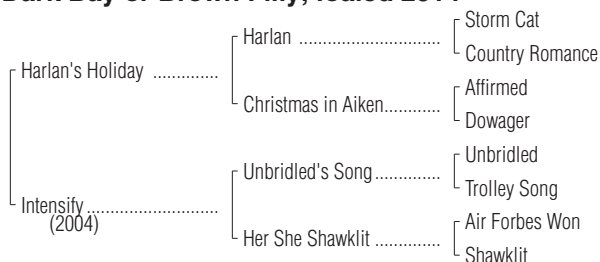 Dark Bay or Brown Filly; foaled
Storm Cat
Harlan ..............................
Country Romance
Harlan's Holiday ..............
Affirmed
Christmas in Aiken............
Dowager
Unbridled
Unbridled's Song..............
Trolley Song
Intensify............................
(2004)
Air Forbes Won
Her She Shawklit ..............
Shawklit